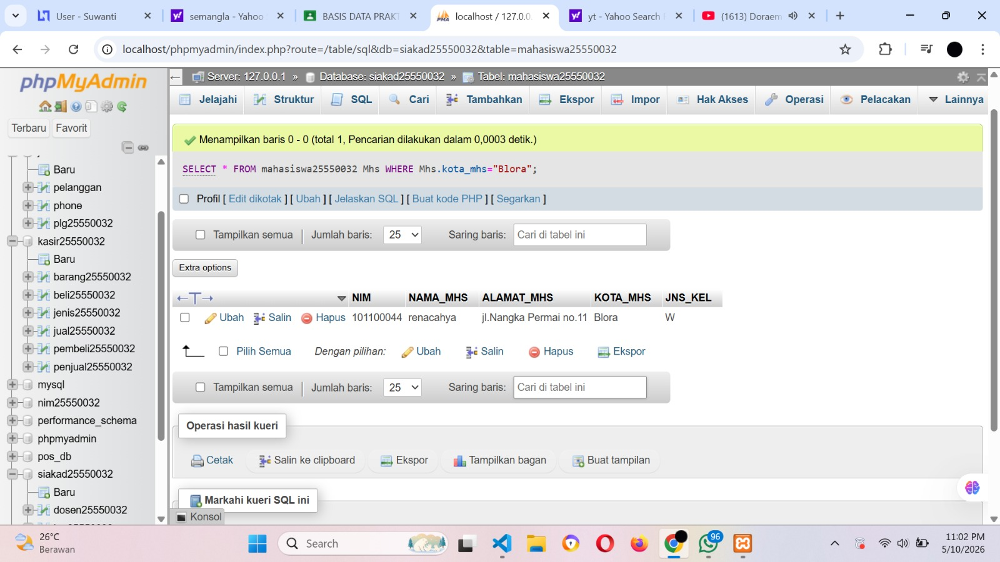 User - Suwanti
semangla - Yahoo
BASIS DATA PRAKT
localhost / 127.0.0.
yt - Yahoo Search
(1613) Doraem
localhost/phpmyadmin/index.php?route=/table/sql&db=siakad25550032&table=mahasiswa25550032
phpMyAdmin
Terbaru
Favorit
Baru
pelanggan
phone
plg25550032
kasir25550032
Baru
barang25550032
beli25550032
jenis25550032
jual25550032
pembeli25550032
penjual25550032
mysql
nim25550032
performance_schema
phpmyadmin
pos_db
siakad25550032
Baru
dosen25550032
Server: 127.0.0.1 » Database: siakad25550032 » Tabel: mahasiswa25550032
Jelajahi Struktur SQL Cari Tambahkan Ekspor Impor Hak Akses Operasi Pelacakan Lainnya
Menampilkan baris 0 - 0 (total 1, Pencarian dilakukan dalam 0,0003 detik.)
SELECT * FROM mahasiswa25550032 Mhs WHERE Mhs.kota_mhs="Blora";
Profil [ Edit dikotak ] [ Ubah ] [ Jelaskan SQL ] [ Buat kode PHP ] [ Segarkan ]
Tampilkan semua | Jumlah baris: 25 Saring baris: Cari di tabel ini
Extra options
NIM NAMA_MHS ALAMAT_MHS KOTA_MHS JNS_KEL
Ubah Salin Hapus 101100044 renacahya jl.Nangka Permai no.11 Blora W
Pilih Semua Dengan pilihan: Ubah Salin Hapus Ekspor
Tampilkan semua | Jumlah baris: 25 Saring baris: Cari di tabel ini
Operasi hasil kueri
Cetak Salin ke clipboard Ekspor Tampilkan bagan Buat tampilan
Markahi kueri SQL ini
Konsol
26°C
Berawan
Search
96
11:02 PM
5/10/2026